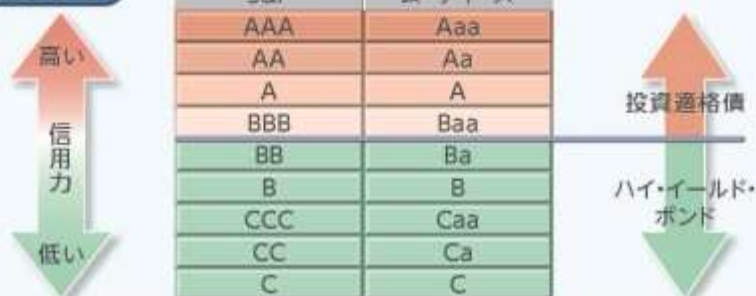 高い
信用力
低い
AAA Aaa
AA Aa
A A
BBB Baa
BB Ba
B B
CCC Caa
CC Ca
C C
投資適格債
ハイ・イールド・
ボンド